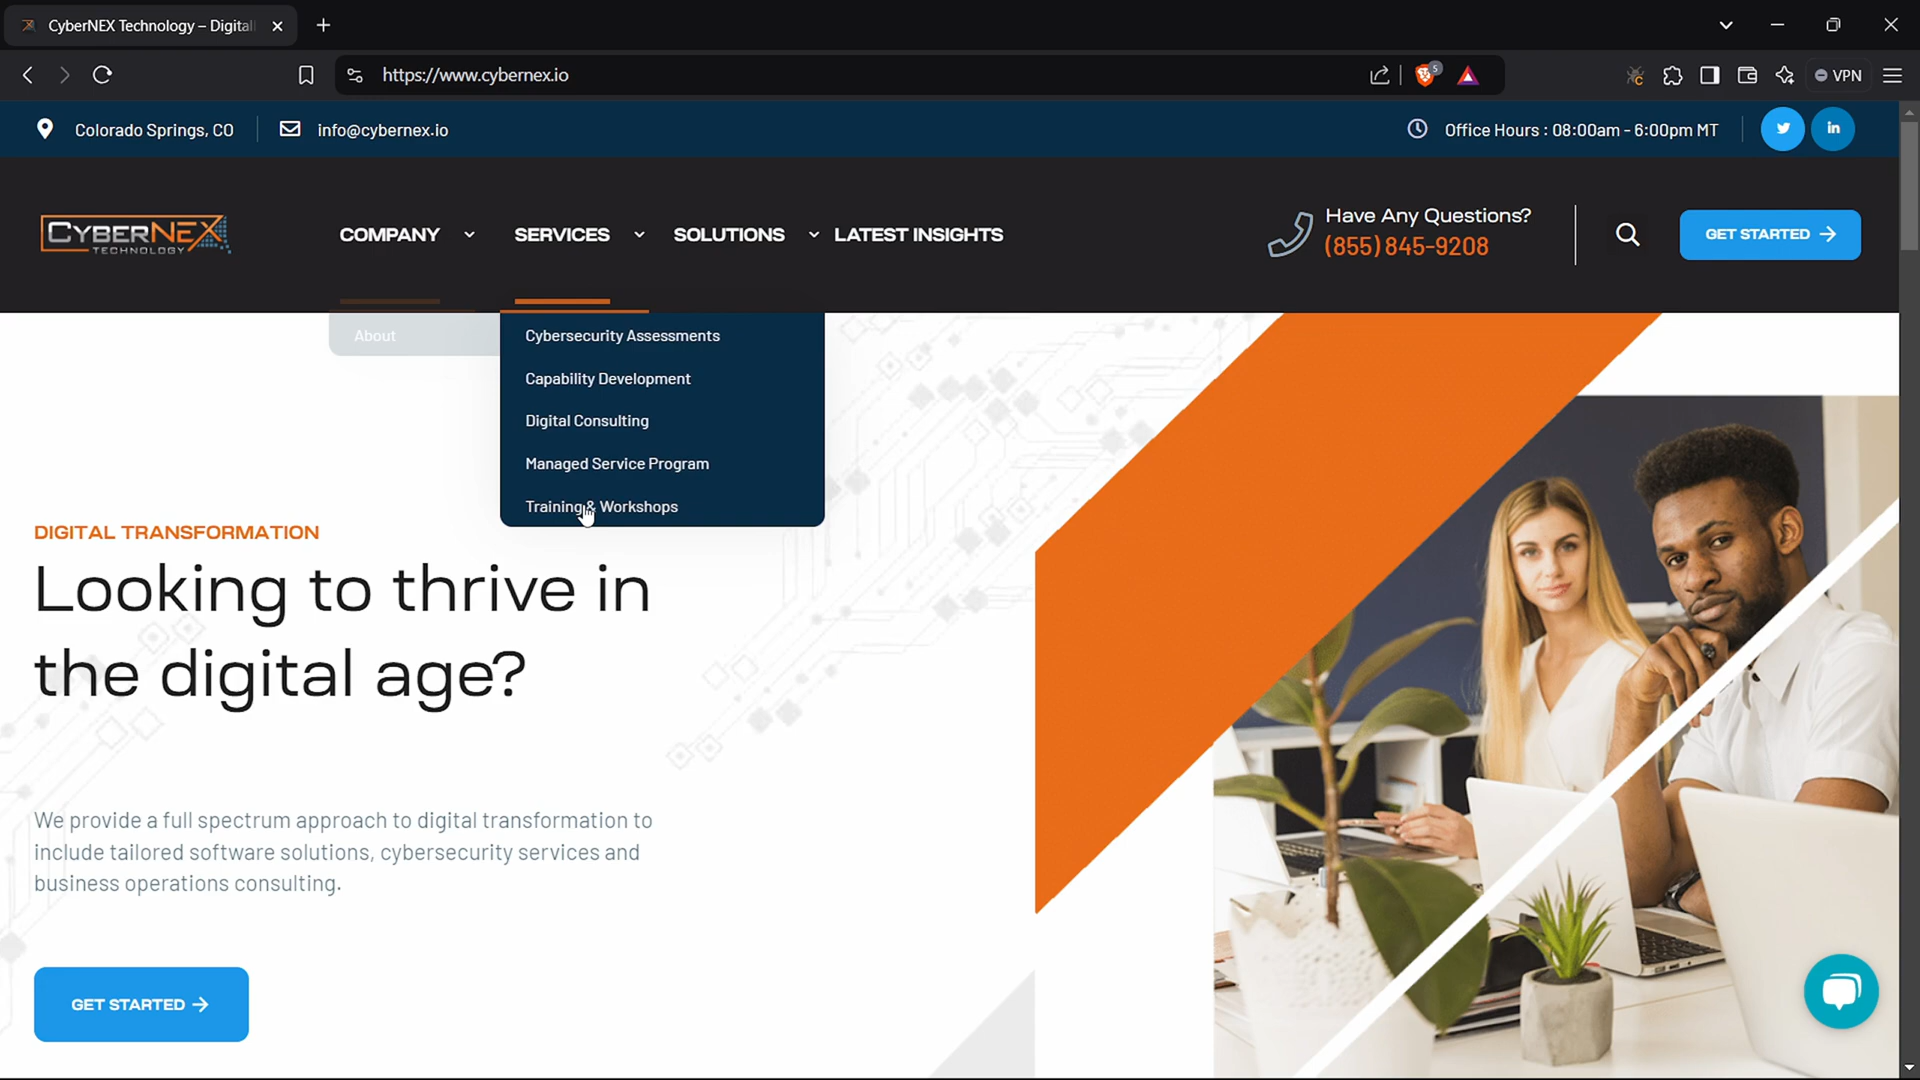 CyberNEX Technology – Digital
https://www.cybernex.io
5
VPN
Colorado Springs, CO
info@cybernex.io
Office Hours : 08:00am - 6:00pm MT
in
CYBERNEX
TECHNOLOGY
COMPANY
SERVICES
SOLUTIONS
LATEST INSIGHTS
Have Any Questions?
(855) 845-9208
GET STARTED
About
Cybersecurity Assessments
Capability Development
Digital Consulting
Managed Service Program
Training & Workshops
DIGITAL TRANSFORMATION
Looking to thrive in
the digital age?
We provide a full spectrum approach to digital transformation to
include tailored software solutions, cybersecurity services and
business operations consulting.
GET STARTED